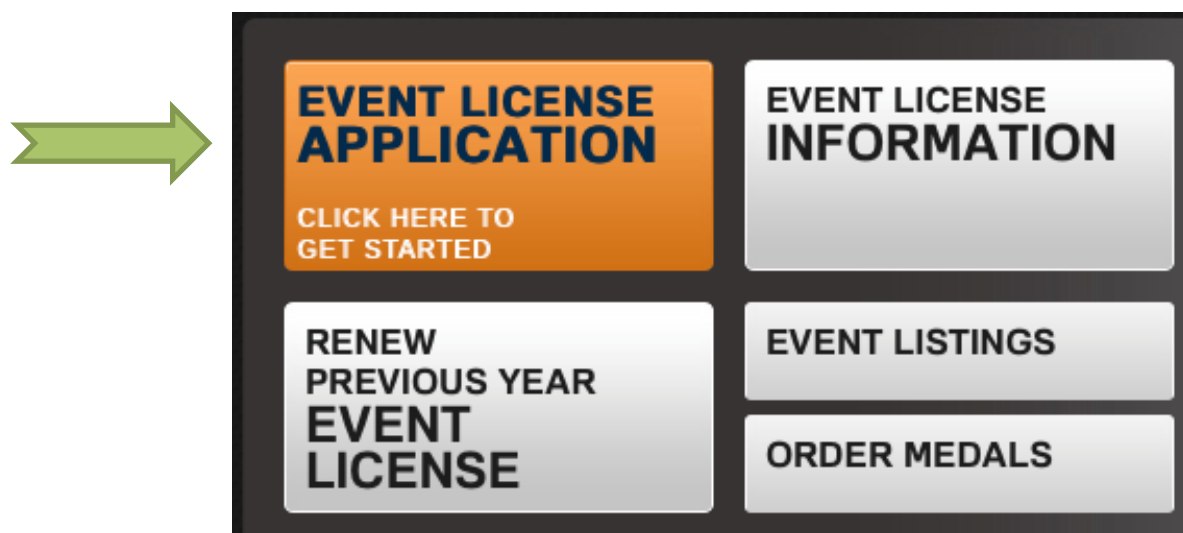 EVENT LICENSE
APPLICATION
CLICK HERE TO
GET STARTED
EVENT LICENSE
INFORMATION
RENEW
PREVIOUS YEAR
EVENT
LICENSE
EVENT LISTINGS
ORDER MEDALS